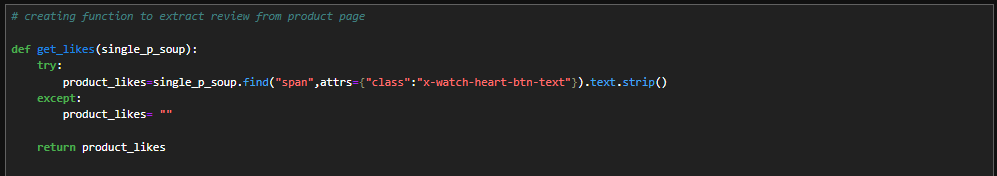 # creating function to extract review from product page
def get_likes(single_p_soup):
try:
product_likes=single_p_soup.find("span",attrs={"class":"x-watch-heart-btn-text"}).text.strip()
except:
product_likes= ""
return product_likes